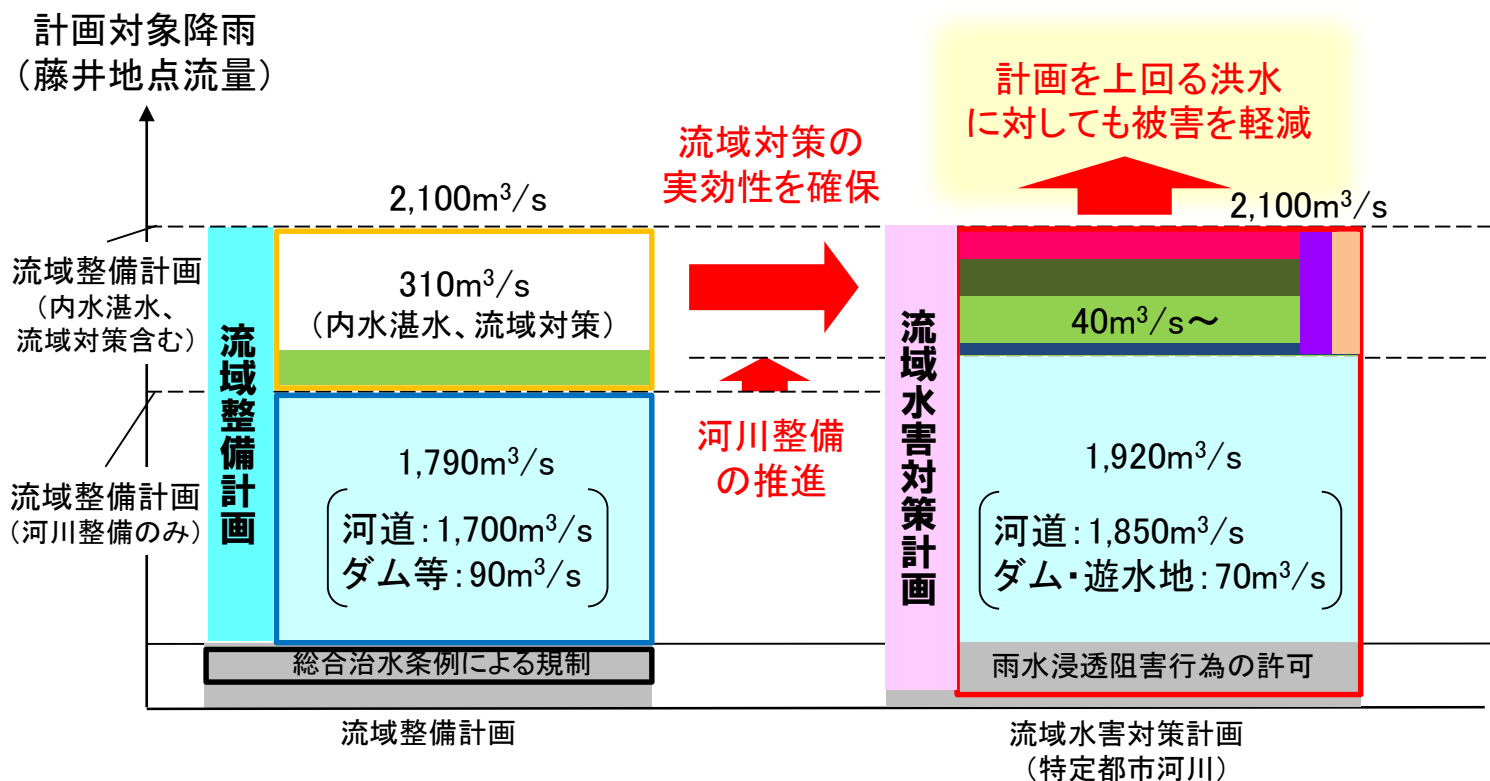 計画対象降雨
（藤井地点流量）
計画を上回る洪水
に対しても被害を軽減
流域対策の
実効性を確保
2,100m³/s
2,100m³/s
流域整備計画
（内水湛水、
流域対策含む）
310m³/s
（内水湛水、流域対策）
40m³/s～
流域整備計画
流域水害対策計画
河川整備
の推進
流域整備計画
（河川整備のみ）
1,790m³/s
河道：1,700m³/s
ダム等：90m³/s
1,920m³/s
河道：1,850m³/s
ダム・遊水地：70m³/s
総合治水条例による規制
雨水浸透阻害行為の許可
流域整備計画
流域水害対策計画
（特定都市河川）